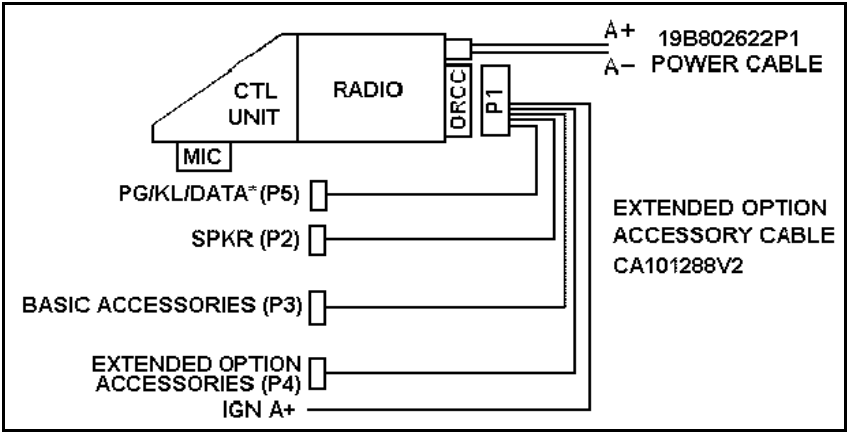 A+
19B802622P1
A–
POWER CABLE
CTL
UNIT
RADIO
ORCC
P1
MIC
PG/KL/DATA* (P5)
SPKR (P2)
EXTENDED OPTION
ACCESSORY CABLE
CA101288V2
BASIC ACCESSORIES (P3)
EXTENDED OPTION
ACCESSORIES (P4)
IGN A+